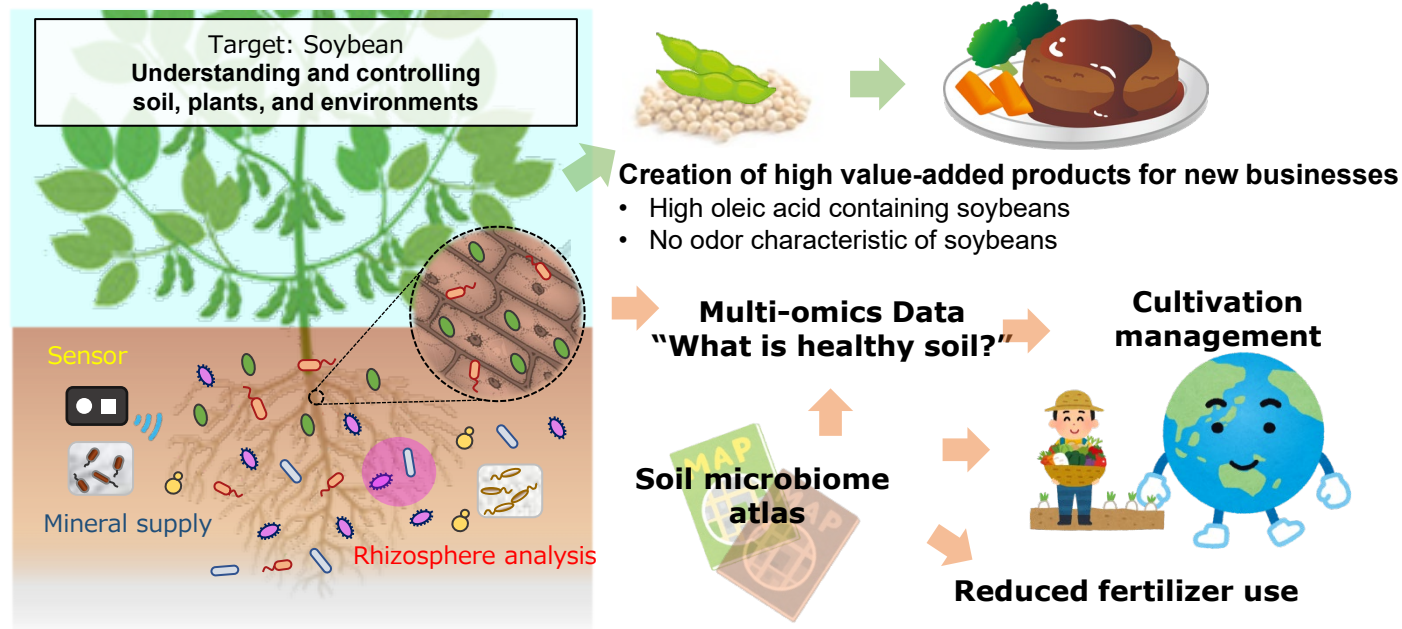 Target: Soybean
Understanding and controlling
soil, plants, and environments
Creation of high value-added products for new businesses
• High oleic acid containing soybeans
• No odor characteristic of soybeans
Sensor
Mineral supply
Rhizosphere analysis
Multi-omics Data
“What is healthy soil?”
Cultivation
management
MAP
MAP
Soil microbiome
atlas
Reduced fertilizer use